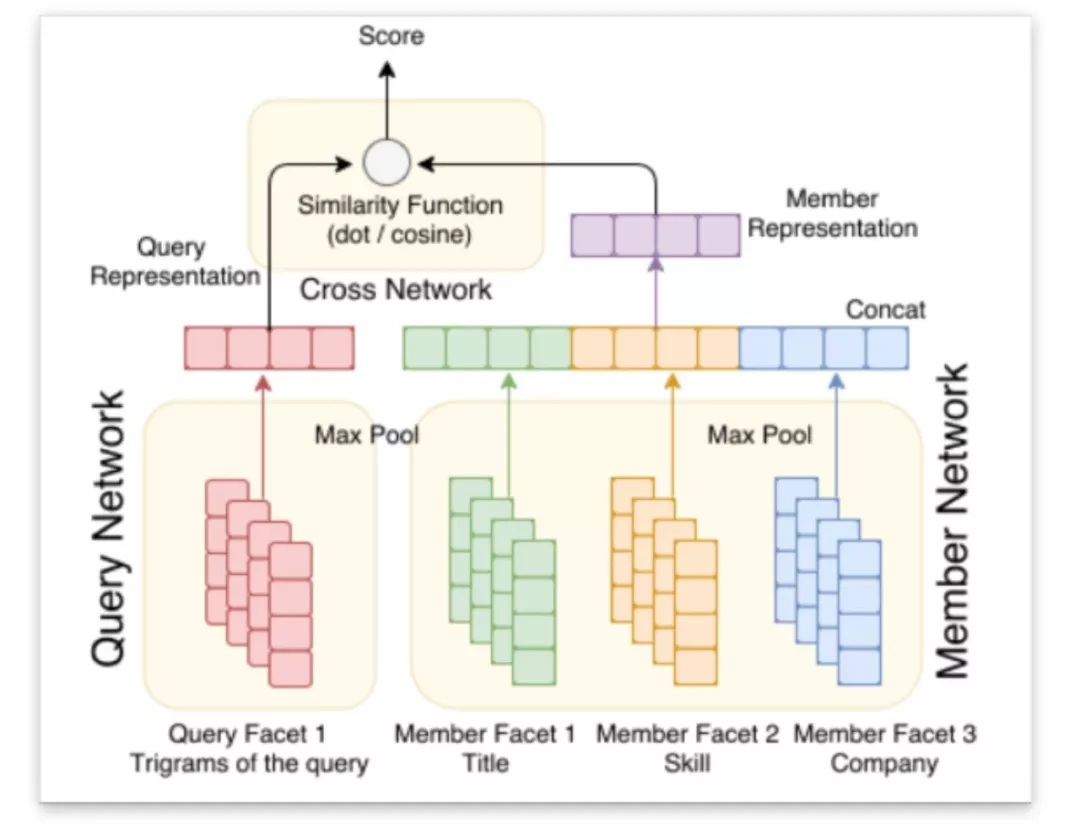 Score
Similarity Function
(dot / cosine)
Member
Representation
Query
Representation
Cross Network
Concat
Query Network
Max Pool
Max Pool
Member Network
Query Facet 1
Trigrams of the query
Member Facet 1
Title
Member Facet 2
Skill
Member Facet 3
Company